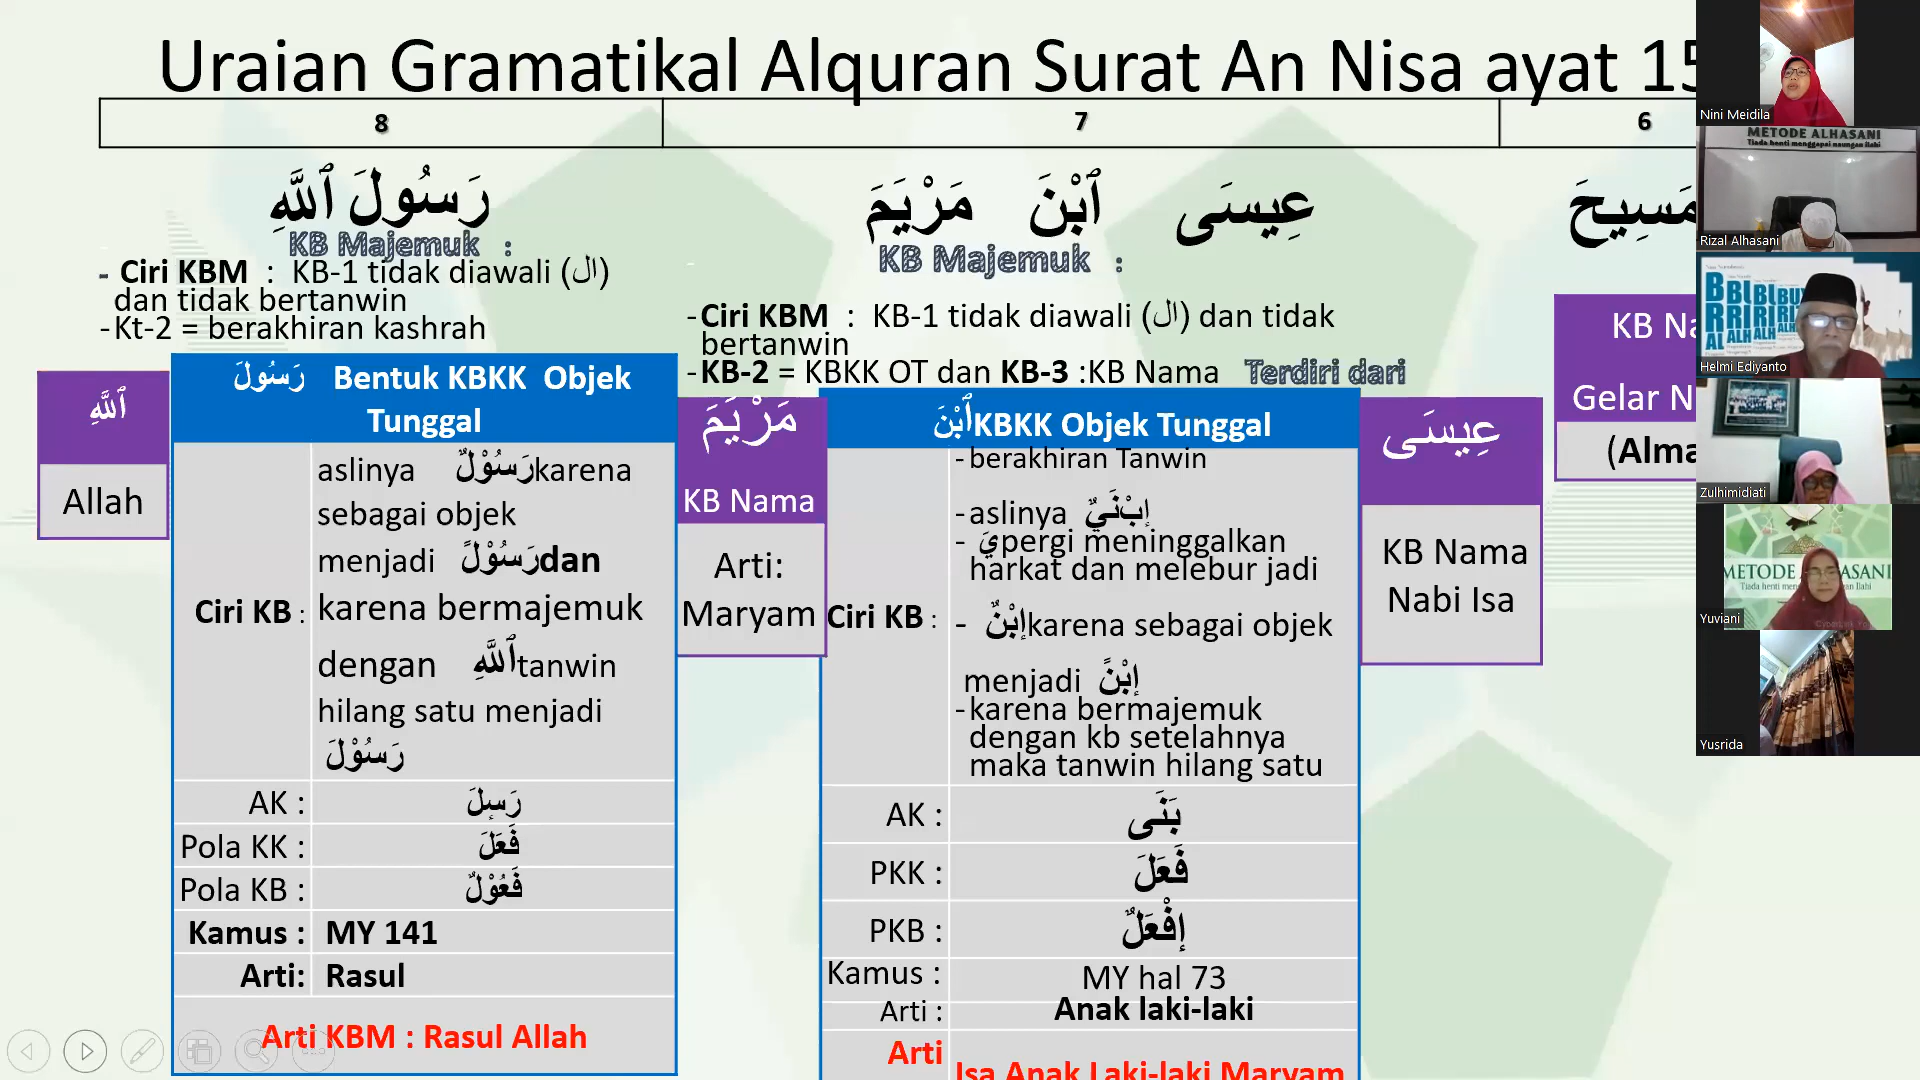 Uraian Gramatikal Alquran Surat An Nisa ayat 15
8
7
6
رَسُولَ ٱللَّهِ
KB Majemuk :
- Ciri KBM : KB-1 tidak diawali (ال)
dan tidak bertanwin
-Kt-2 = berakhiran kashrah
ٱللَّهِ
Allah
رَسُولَ Bentuk KBKK Objek
Tunggal
Ciri KB :
aslinya رَسُوْلٌ karena
sebagai objek
menjadi رَسُوْلً dan
karena bermajemuk
dengan ٱللَّهِ tanwin
hilang satu menjadi
رَسُوْلَ
AK : رَسِلَ
Pola KK : فَعَلَ
Pola KB : فَعُوْلٌ
Kamus : MY 141
Arti: Rasul
Arti KBM : Rasul Allah
عِيسَى ٱبْنَ مَرْيَمَ
KB Majemuk :
-Ciri KBM : KB-1 tidak diawali (ال) dan tidak
bertanwin
-KB-2 = KBKK OT dan KB-3 :KB Nama Terdiri dari
مَرْيَمَ
KB Nama
Arti:
Maryam
ٱبْنَ KBKK Objek Tunggal
Ciri KB :
-berakhiran Tanwin
-aslinya إِبْنَيٌ
- يَ pergi meninggalkan
harkat dan melebur jadi
- إِبْنٌ karena sebagai objek
menjadi إِبْنً
-karena bermajemuk
dengan kb setelahnya
maka tanwin hilang satu
AK : بَنَى
PKK : فَعَلَ
PKB : إِفْعَلٌ
Kamus : MY hal 73
Arti : Anak laki-laki
Arti
Isa Anak Laki-laki Maryam
عِيسَى
KB Nama
Nabi Isa
مَسِيحَ
KB Na
Gelar N
(Alma
Nini Meidila
METODE ALHASANI
Tiada henti menggapai naungan ilahi
Rizal Alhasani
Helmi Ediyanto
Zulhimidiati
METODE ALHASANI
Yuviani
Yusrida